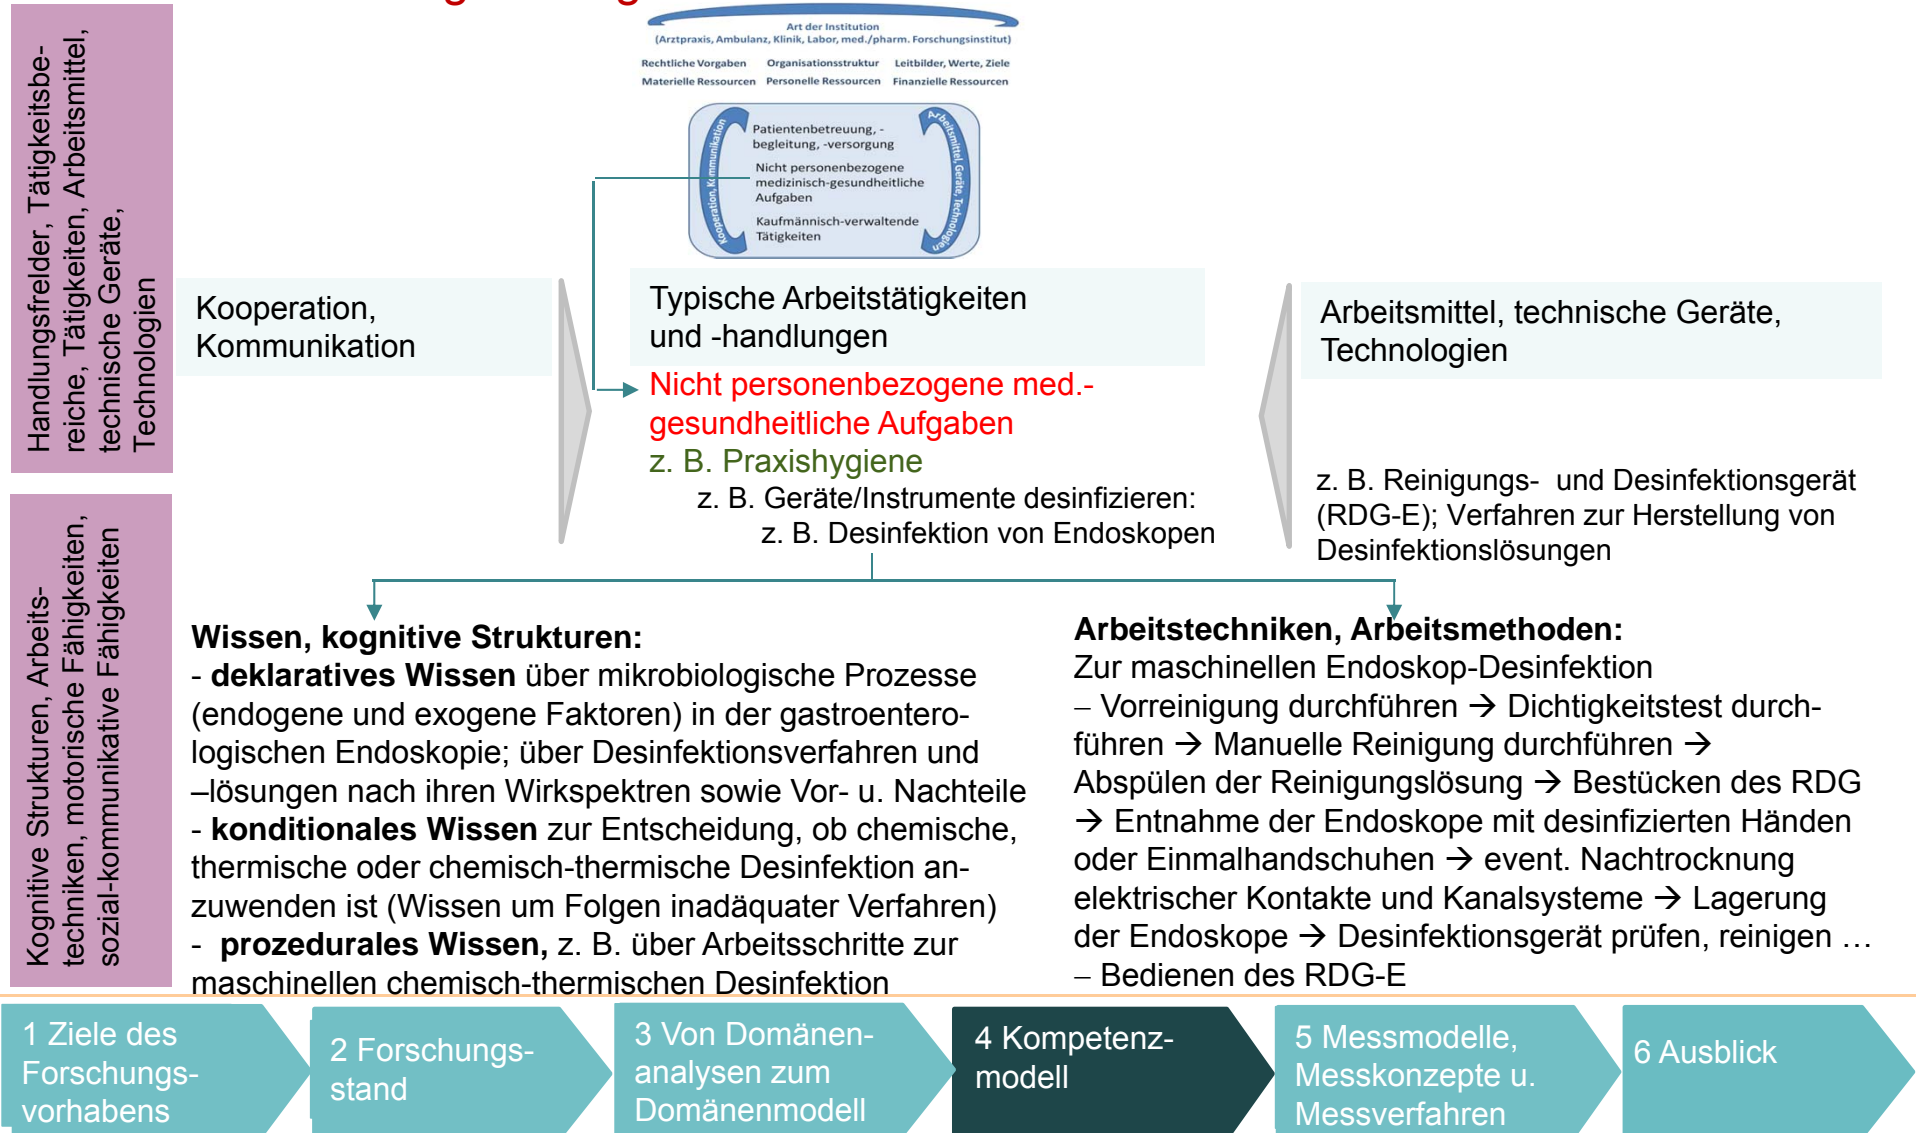 Art der Institution
(Arztpraxis, Ambulanz, Klinik, Labor, med./pharm. Forschungsinstitut)
Rechtliche Vorgaben Organisationsstruktur Leitbilder, Werte, Ziele
Materielle Ressourcen Personelle Ressourcen Finanzielle Ressourcen
Kooperation, Kommunikation
Patientenbetreuung, -
begleitung, -versorgung
Nicht personenbezogene
medizinisch-gesundheitliche
Aufgaben
Kaufmännisch-verwaltende
Tätigkeiten
Arbeitsmittel, Geräte, Technologien
Handlungsfelder, Tätigkeitsbe-
reiche, Tätigkeiten, Arbeitsmittel,
technische Geräte,
Technologien
Kooperation,
Kommunikation
Typische Arbeitstätigkeiten
und -handlungen
Arbeitsmittel, technische Geräte,
Technologien
Nicht personenbezogene med.-
gesundheitliche Aufgaben
z. B. Praxishygiene
z. B. Geräte/Instrumente desinfizieren:
z. B. Desinfektion von Endoskopen
z. B. Reinigungs- und Desinfektionsgerät
(RDG-E); Verfahren zur Herstellung von
Desinfektionslösungen
Kognitive Strukturen, Arbeits-
techniken, motorische Fähigkeiten,
sozial-kommunikative Fähigkeiten
Wissen, kognitive Strukturen:
- deklaratives Wissen über mikrobiologische Prozesse
(endogene und exogene Faktoren) in der gastroentero-
logischen Endoskopie; über Desinfektionsverfahren und
–lösungen nach ihren Wirkspektren sowie Vor- u. Nachteile
- konditionales Wissen zur Entscheidung, ob chemische,
thermische oder chemisch-thermische Desinfektion an-
zuwenden ist (Wissen um Folgen inadäquater Verfahren)
- prozedurales Wissen, z. B. über Arbeitsschritte zur
maschinellen chemisch-thermischen Desinfektion
Arbeitstechniken, Arbeitsmethoden:
Zur maschinellen Endoskop-Desinfektion
– Vorreinigung durchführen → Dichtigkeitstest durch-
führen → Manuelle Reinigung durchführen →
Abspülen der Reinigungslösung → Bestücken des RDG
→ Entnahme der Endoskope mit desinfizierten Händen
oder Einmalhandschuhen → event. Nachtrocknung
elektrischer Kontakte und Kanalsysteme → Lagerung
der Endoskope → Desinfektionsgerät prüfen, reinigen …
– Bedienen des RDG-E
1 Ziele des
Forschungs-
vorhabens
2 Forschungs-
stand
3 Von Domänen-
analysen zum
Domänenmodell
4 Kompetenz-
modell
5 Messmodelle,
Messkonzepte u.
Messverfahren
6 Ausblick